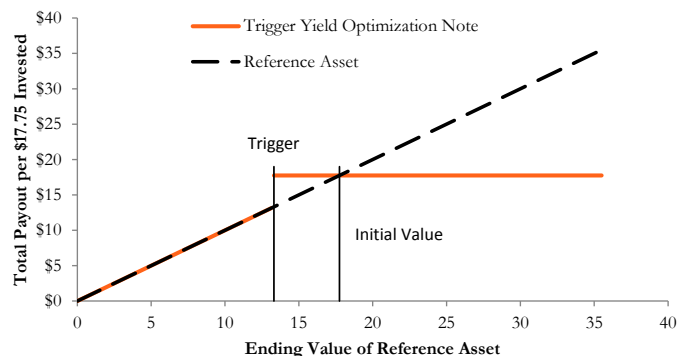 $40
$35
$30
$25
$20
$15
$10
$5
$0
Total Payout per $17.75 Invested
Trigger Yield Optimization Note
Reference Asset
Trigger
Initial Value
0 5 10 15 20 25 30 35 40
Ending Value of Reference Asset